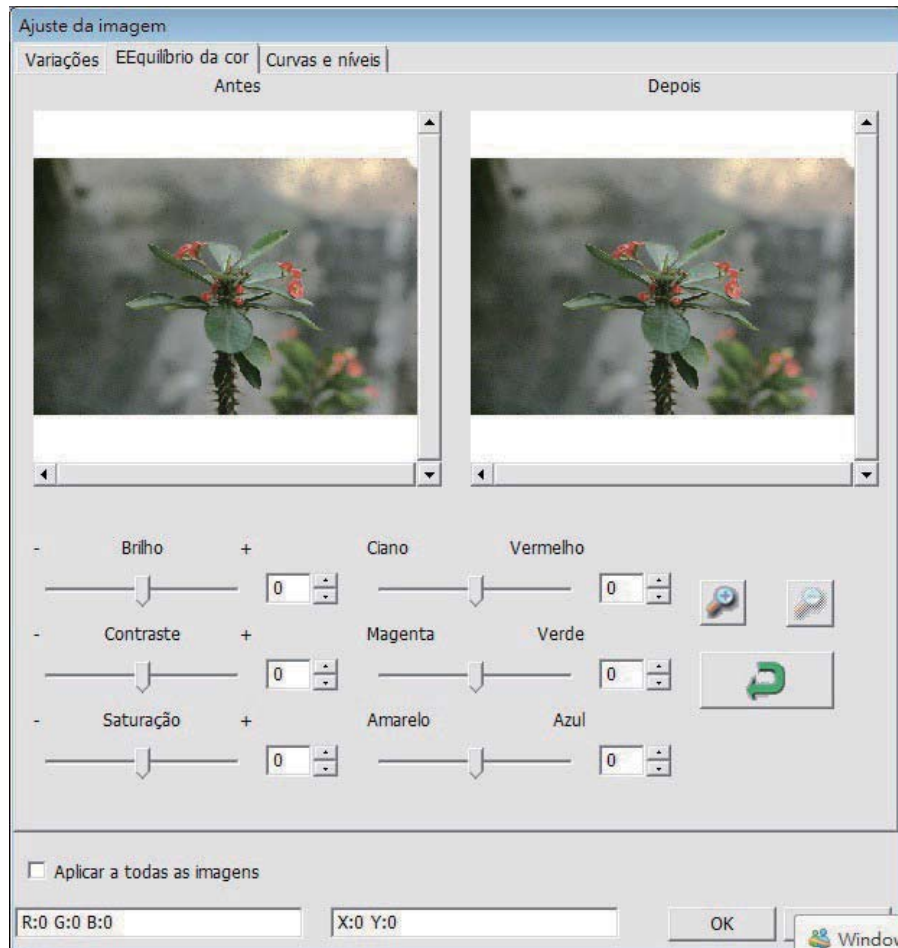 Ajuste da imagem
Variações EEquilíbrio da cor Curvas e níveis
Antes Depois
- Brilho + Ciano Vermelho
0 0
- Contraste + Magenta Verde
0 0
- Saturação + Amarelo Azul
0 0
Aplicar a todas as imagens
R:0 G:0 B:0 X:0 Y:0 OK